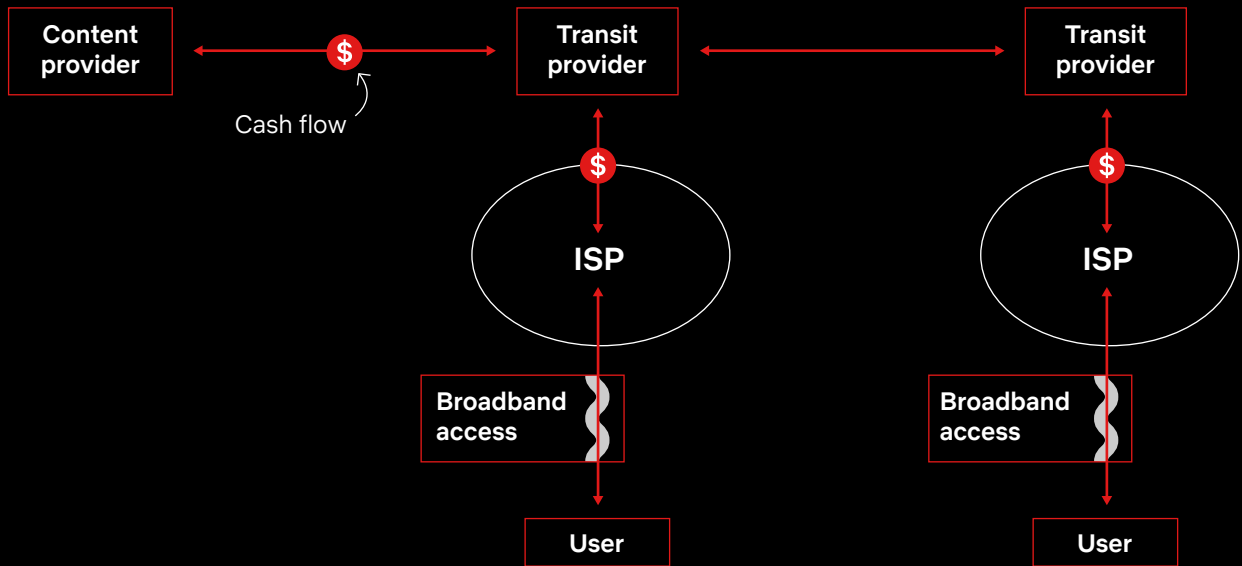 Content
provider
$
Transit
provider
Transit
provider
Cash flow
$
$
ISP
ISP
Broadband
access
Broadband
access
User
User